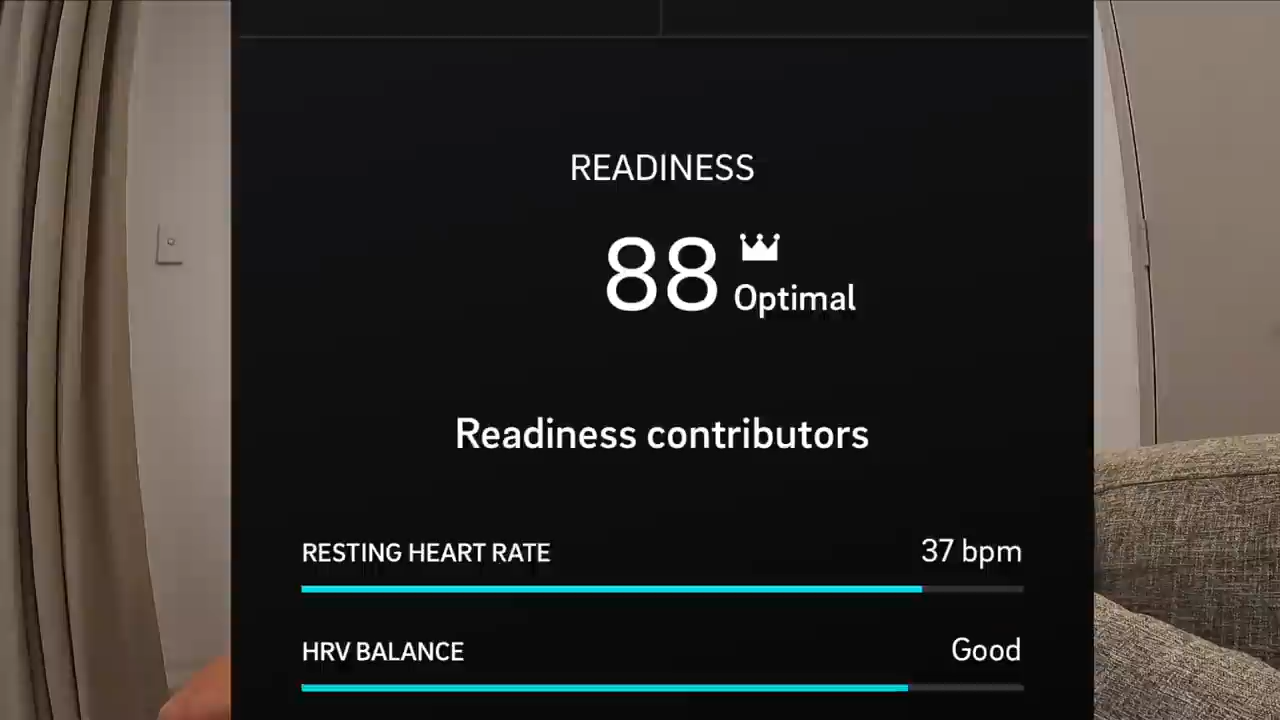 READINESS
88
Optimal
Readiness contributors
RESTING HEART RATE 37 bpm
HRV BALANCE Good